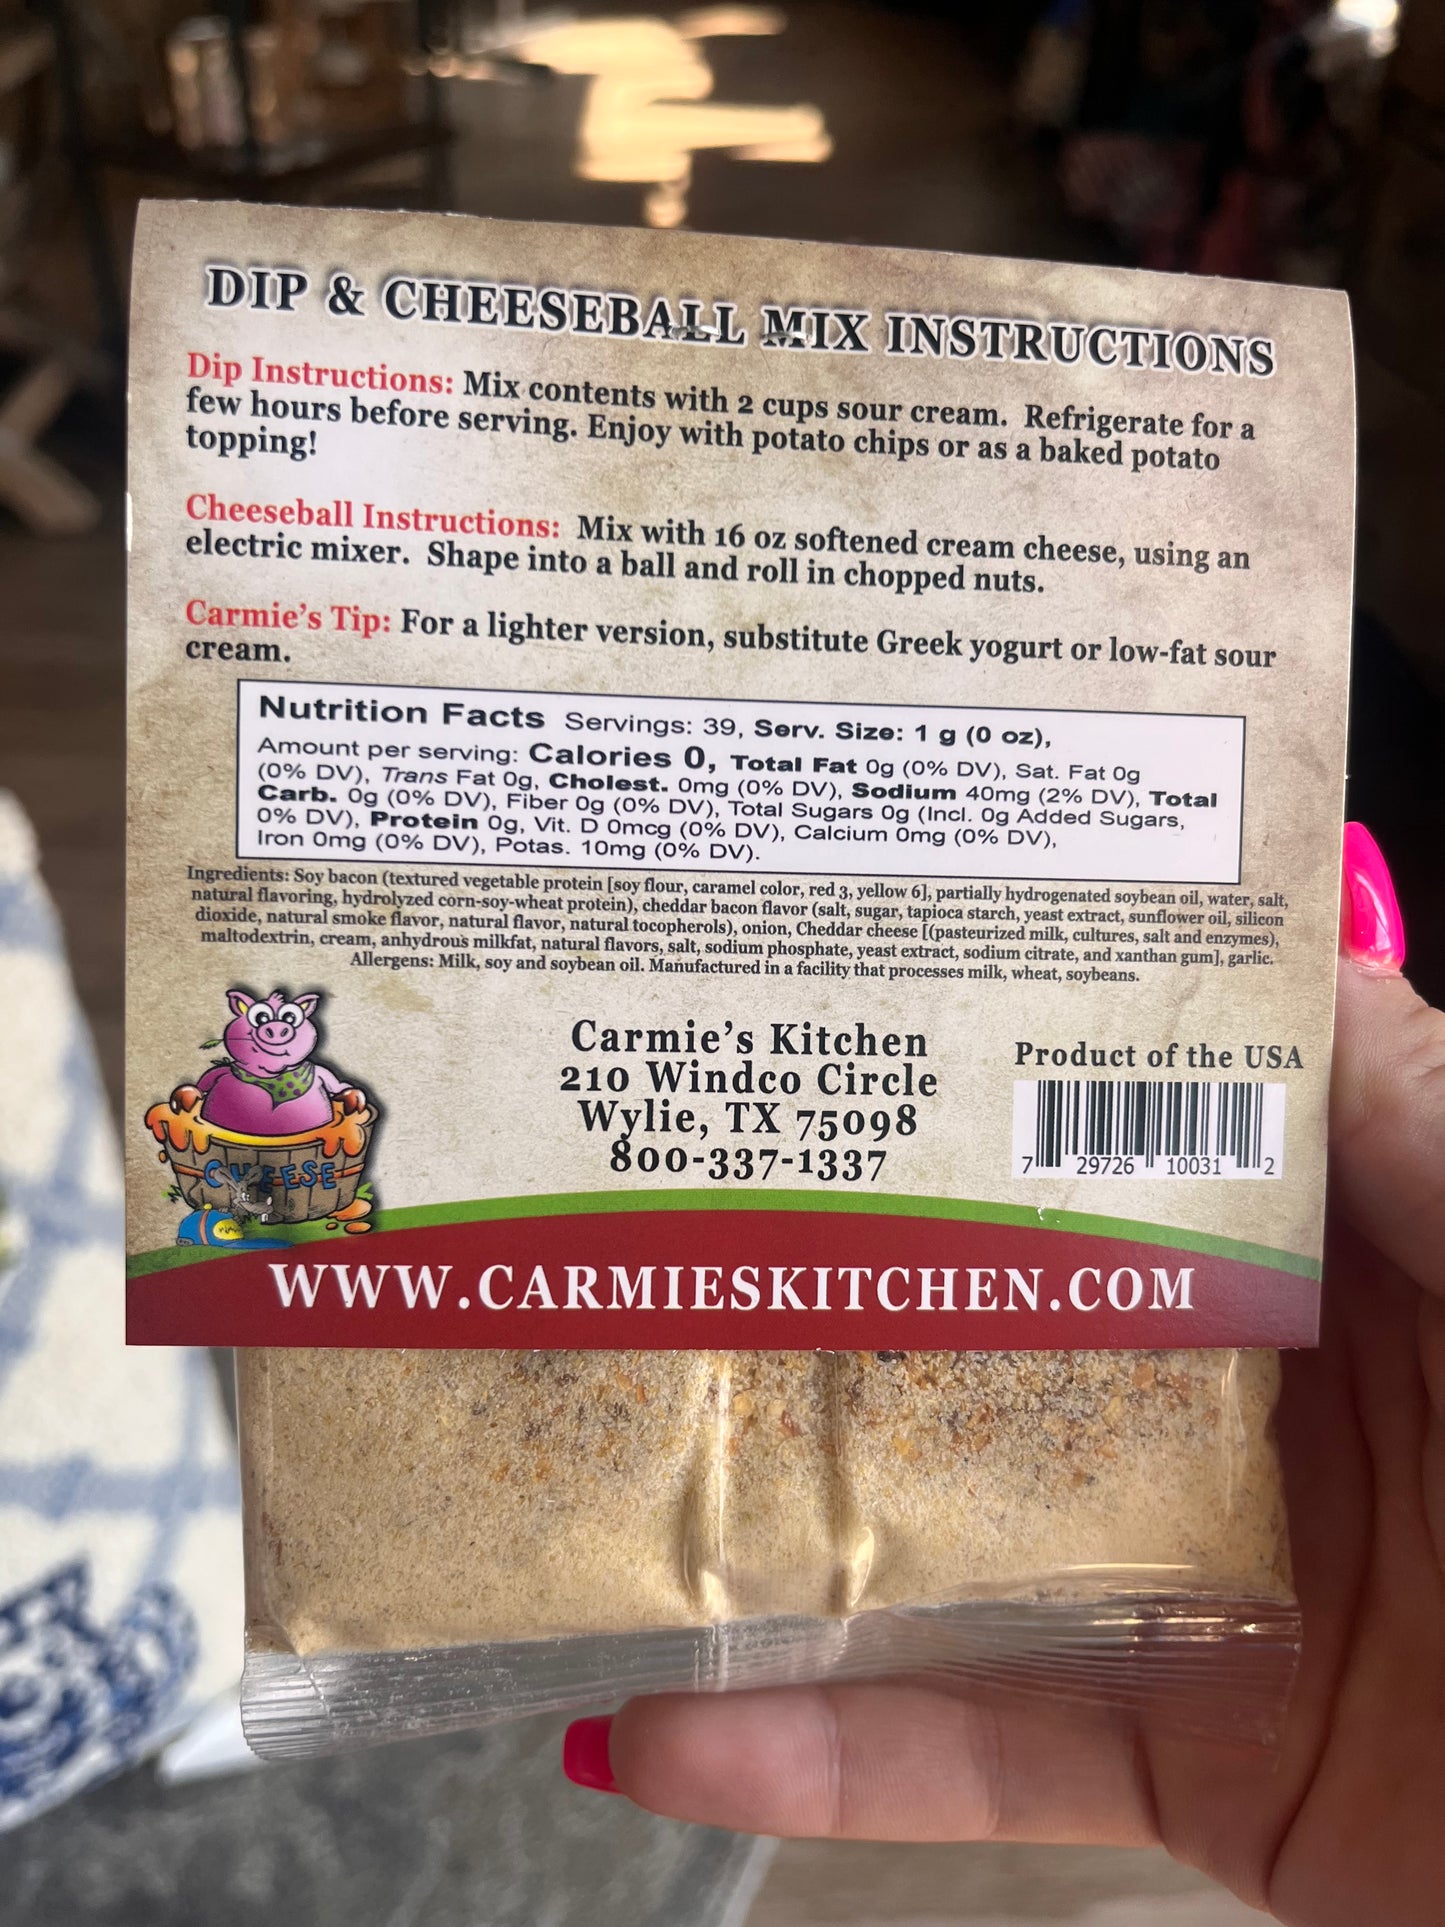 DIP & CHEESEBALL MIX INSTRUCTIONS
Dip Instructions: Mix contents with 2 cups sour cream. Refrigerate for a
few hours before serving. Enjoy with potato chips or as a baked potato
topping!
Cheeseball Instructions: Mix with 16 oz softened cream cheese, using an
electric mixer. Shape into a ball and roll in chopped nuts.
Carmie's Tip: For a lighter version, substitute Greek yogurt or low-fat sour
cream.
Nutrition Facts Servings: 39, Serv. Size: 1 g (0 oz),
Amount per serving: Calories 0, Total Fat 0g (0% DV), Sat. Fat 0g
(0% DV), Trans Fat 0g, Cholest. 0mg (0% DV), Sodium 40mg (2% DV), Total
Carb. 0g (0% DV), Fiber 0g (0% DV), Total Sugars 0g (Incl. 0g Added Sugars,
0% DV), Protein 0g, Vit. D 0mcg (0% DV), Calcium 0mg (0% DV),
Iron 0mg (0% DV), Potas. 10mg (0% DV).
Ingredients: Soy bacon (textured vegetable protein [soy flour, caramel color, red 3, yellow 6], partially hydrogenated soybean oil, water, salt,
natural flavoring, hydrolyzed corn-soy-wheat protein), cheddar bacon flavor (salt, sugar, tapioca starch, yeast extract, sunflower oil, silicon
dioxide, natural smoke flavor, natural flavor, natural tocopherols), onion, Cheddar cheese [(pasteurized milk, cultures, salt and enzymes),
maltodextrin, cream, anhydrous milkfat, natural flavors, salt, sodium phosphate, yeast extract, sodium citrate, and xanthan gum], garlic.
Allergens: Milk, soy and soybean oil. Manufactured in a facility that processes milk, wheat, soybeans.
Carmie's Kitchen
210 Windco Circle
Wylie, TX 75098
800-337-1337
Product of the USA
7 29726 10031 2
CHEESE
WWW.CARMIESKITCHEN.COM